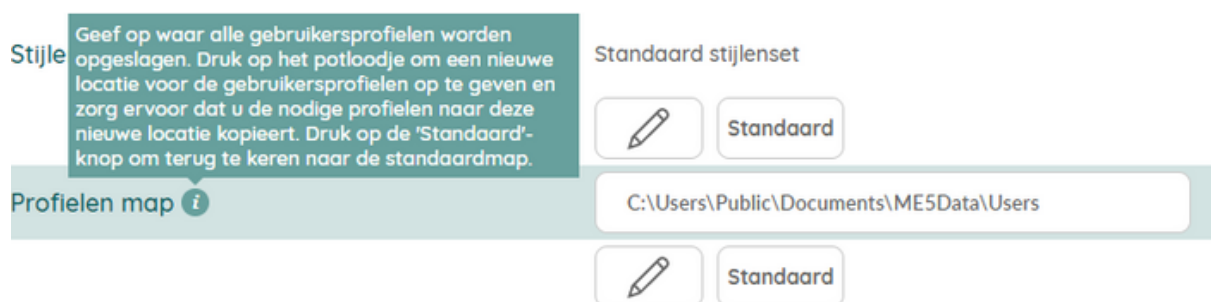 Geef op waar alle gebruikersprofielen worden
opgeslagen. Druk op het potloodje om een nieuwe
locatie voor de gebruikersprofielen op te geven en
zorg ervoor dat u de nodige profielen naar deze
nieuwe locatie kopieert. Druk op de 'Standaard'-
knop om terug te keren naar de standaardmap.
Stijle
Standaard stijlenset
Standaard
Profielen map i
C:\Users\Public\Documents\ME5Data\Users
Standaard